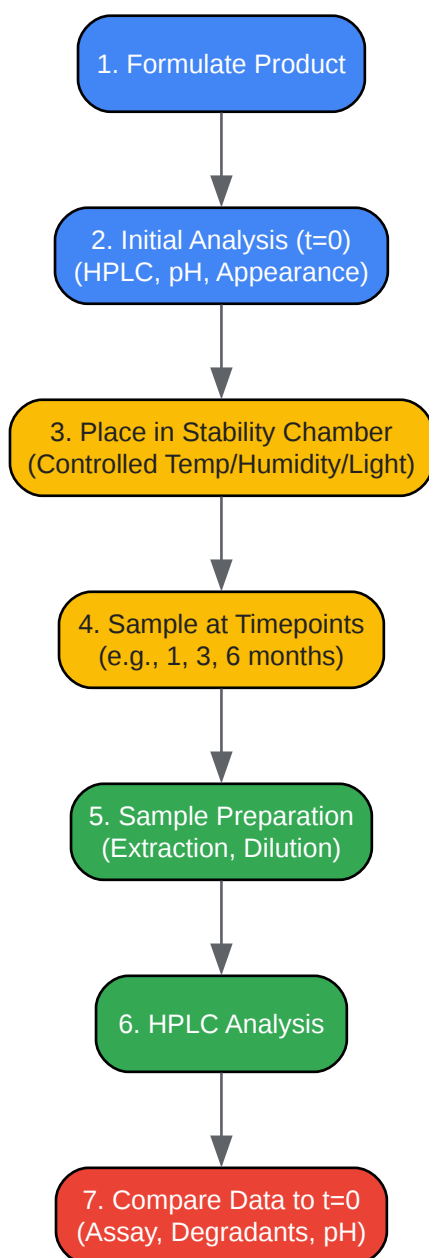 1. Formulate Product
2. Initial Analysis (t=0)
(HPLC, pH, Appearance)
3. Place in Stability Chamber
(Controlled Temp/Humidity/Light)
4. Sample at Timepoints
(e.g., 1, 3, 6 months)
5. Sample Preparation
(Extraction, Dilution)
6. HPLC Analysis
7. Compare Data to t=0
(Assay, Degradants, pH)